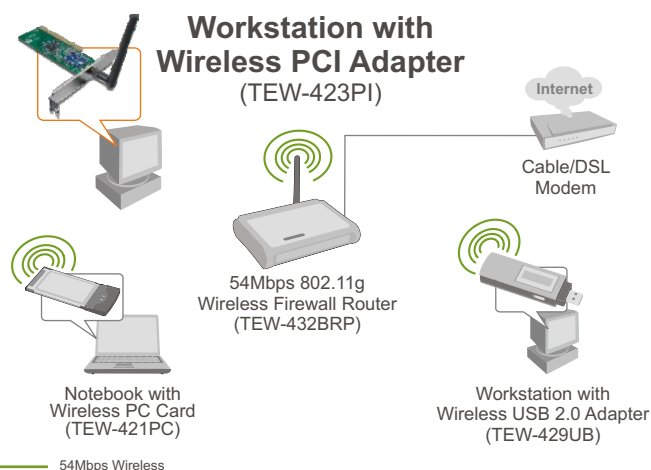 Workstation with
Wireless PCI Adapter
(TEW-423PI)
Internet
Cable/DSL
Modem
54Mbps 802.11g
Wireless Firewall Router
(TEW-432BRP)
Notebook with
Wireless PC Card
(TEW-421PC)
Workstation with
Wireless USB 2.0 Adapter
(TEW-429UB)
54Mbps Wireless